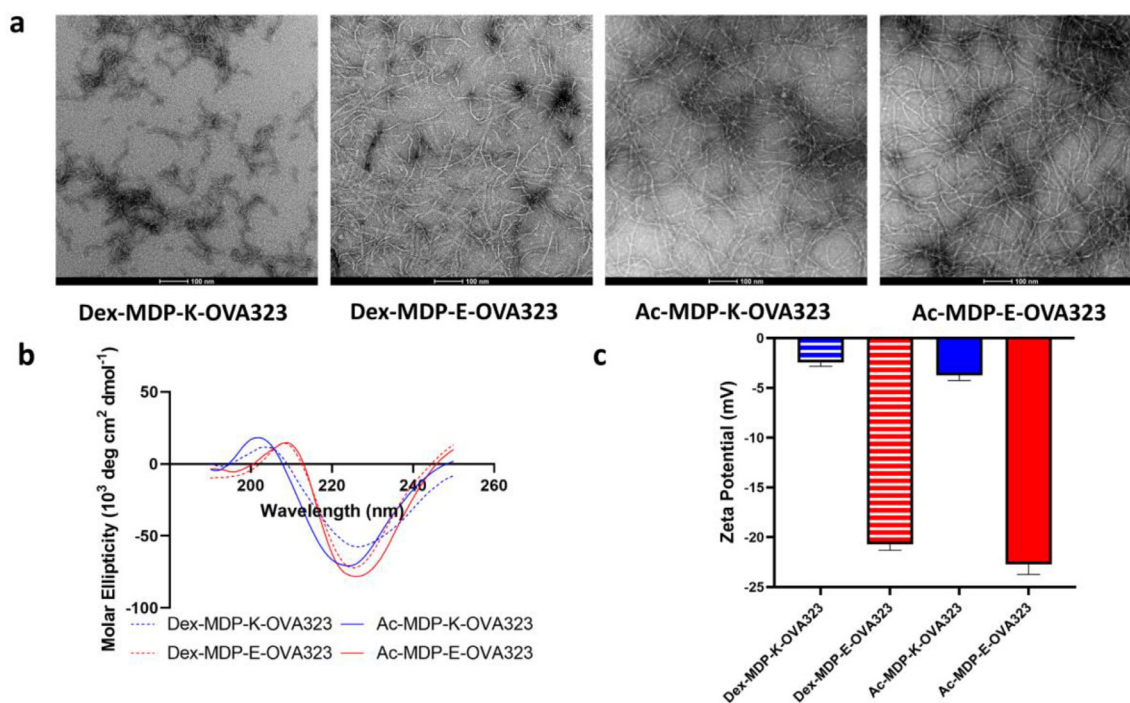 a
100 nm
100 nm
100 nm
100 nm
Dex-MDP-K-OVA323
Dex-MDP-E-OVA323
Ac-MDP-K-OVA323
Ac-MDP-E-OVA323
b
Molar Ellipticity (10³ deg cm² dmol⁻¹)
50
0
-50
-100
200
220
240
260
Wavelength (nm)
Dex-MDP-K-OVA323
Ac-MDP-K-OVA323
Dex-MDP-E-OVA323
Ac-MDP-E-OVA323
c
Zeta Potential (mV)
0
-5
-10
-15
-20
-25
Dex-MDP-K-OVA323
Dex-MDP-E-OVA323
Ac-MDP-K-OVA323
Ac-MDP-E-OVA323